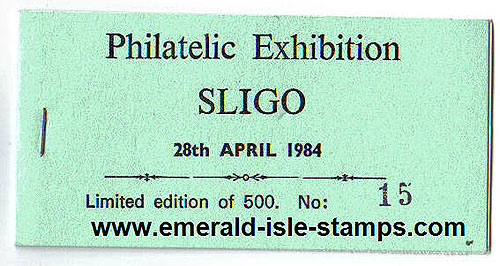 Philatelic Exhibition
SLIGO
28th APRIL 1984
Limited edition of 500. No: 15
www.emerald-isle-stamps.com